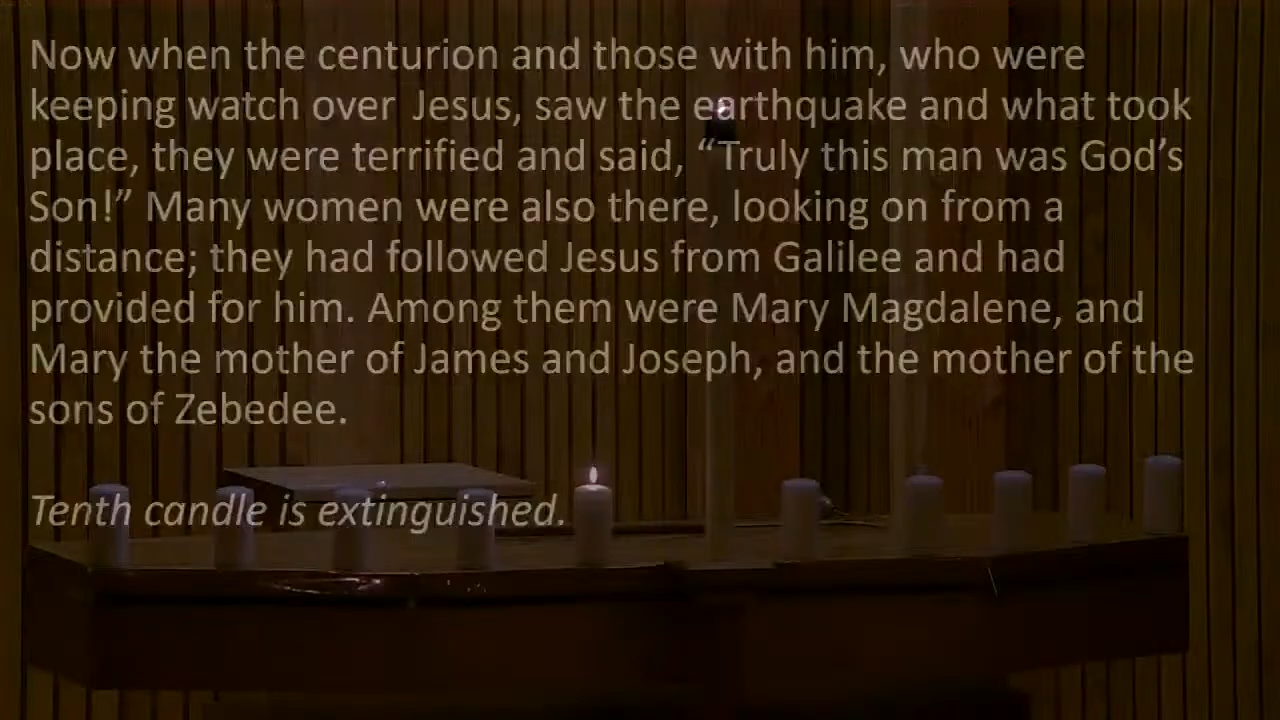 Now when the centurion and those with him, who were
keeping watch over Jesus, saw the earthquake and what took
place, they were terrified and said, “Truly this man was God’s
Son!” Many women were also there, looking on from a
distance; they had followed Jesus from Galilee and had
provided for him. Among them were Mary Magdalene, and
Mary the mother of James and Joseph, and the mother of the
sons of Zebedee.
Tenth candle is extinguished.